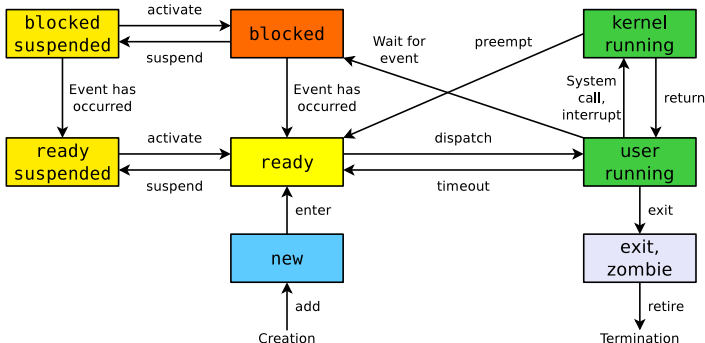 blocked
suspended
activate
suspend
blocked
Wait for
event
preempt
kernel
running
Event has
occurred
Event has
occurred
System
call,
interrupt
return
ready
suspended
activate
suspend
ready
dispatch
timeout
user
running
enter
exit
new
exit,
zombie
add
retire
Creation
Termination